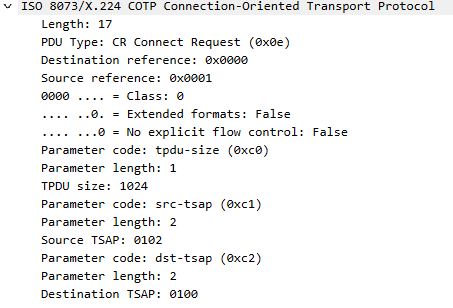 ISO 8073/X.224 COTP Connection-Oriented Transport Protocol
Length: 17
PDU Type: CR Connect Request (0x0e)
Destination reference: 0x0000
Source reference: 0x0001
0000 .... = Class: 0
.... ..0. = Extended formats: False
.... ...0 = No explicit flow control: False
Parameter code: tpdu-size (0xc0)
Parameter length: 1
TPDU size: 1024
Parameter code: src-tsap (0xc1)
Parameter length: 2
Source TSAP: 0102
Parameter code: dst-tsap (0xc2)
Parameter length: 2
Destination TSAP: 0100